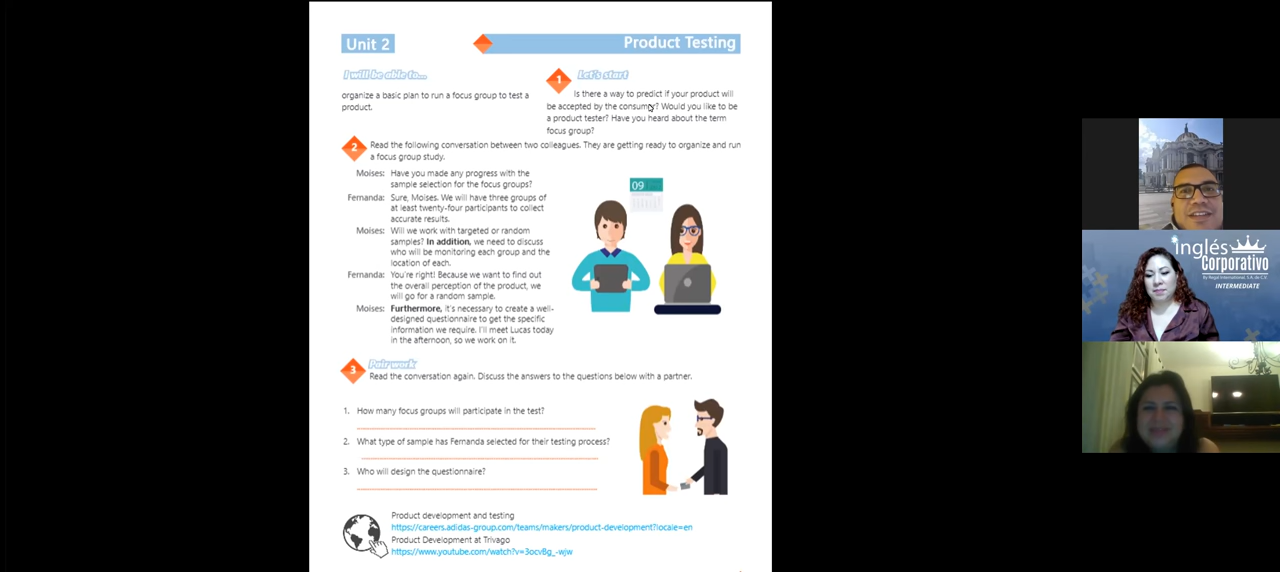 Unit 2
Product Testing
I will be able to...
organize a basic plan to run a focus group to test a
product.
1
Let's start
Is there a way to predict if your product will
be accepted by the consumer? Would you like to be
a product tester? Have you heard about the term
focus group?
2
Read the following conversation between two colleagues. They are getting ready to organize and run
a focus group study.
Moises: Have you made any progress with the
sample selection for the focus groups?
Fernanda: Sure, Moises. We will have three groups of
at least twenty-four participants to collect
accurate results.
Moises: Will we work with targeted or random
samples? In addition, we need to discuss
who will be monitoring each group and the
location of each.
Fernanda: You're right! Because we want to find out
the overall perception of the product, we
will go for a random sample.
Moises: Furthermore, it's necessary to create a well-
designed questionnaire to get the specific
information we require. I'll meet Lucas today
in the afternoon, so we work on it.
09
3
Pair work
Read the conversation again. Discuss the answers to the questions below with a partner.
1. How many focus groups will participate in the test?
2. What type of sample has Fernanda selected for their testing process?
3. Who will design the questionnaire?
Product development and testing
https://careers.adidas-group.com/teams/makers/product-development?locale=en
Product Development at Trivago
https://www.youtube.com/watch?v=3ocvBg_-wjw
inglés
Corporativo
By Regal International, S.A. de C.V.
INTERMEDIATE